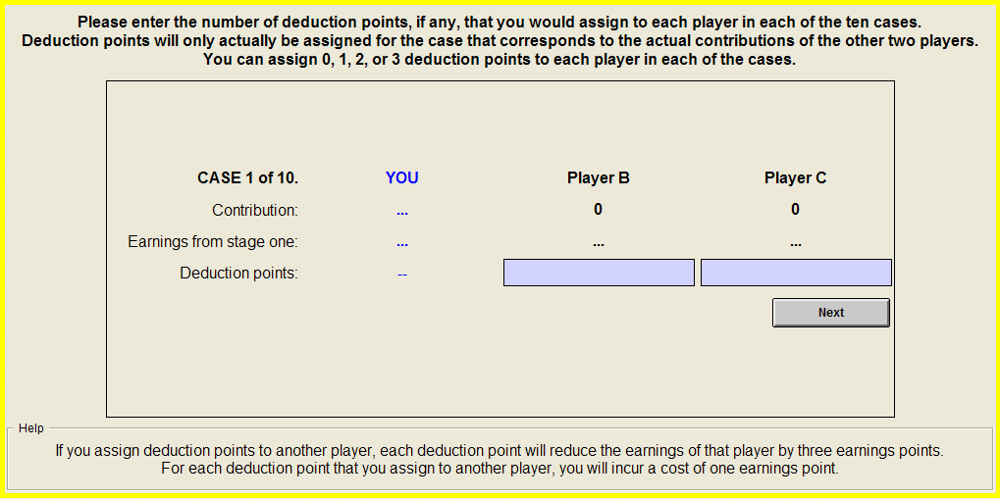 Please enter the number of deduction points, if any, that you would assign to each player in each of the ten cases.
Deduction points will only actually be assigned for the case that corresponds to the actual contributions of the other two players.
You can assign 0, 1, 2, or 3 deduction points to each player in each of the cases.
CASE 1 of 10. YOU Player B Player C
Contribution: ... 0 0
Earnings from stage one: ... ... ...
Deduction points: --
Next
Help
If you assign deduction points to another player, each deduction point will reduce the earnings of that player by three earnings points.
For each deduction point that you assign to another player, you will incur a cost of one earnings point.